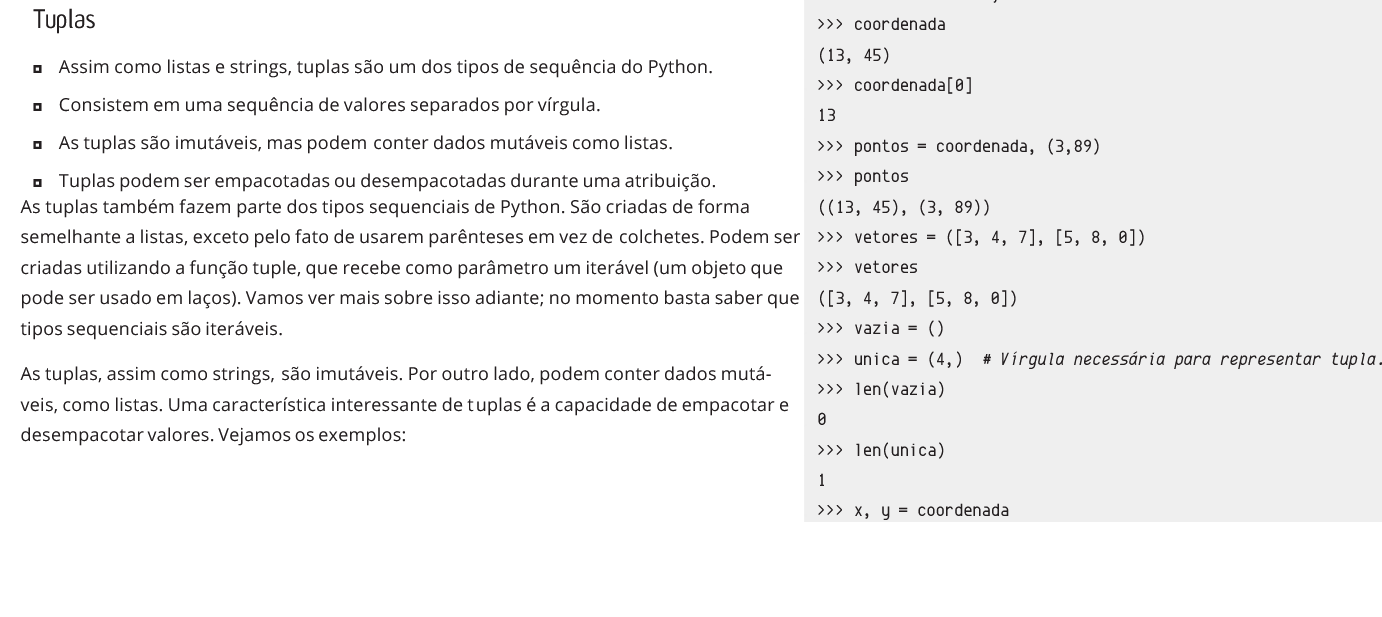 Tuplas
Assim como listas e strings, tuplas são um dos tipos de sequência do Python.
Consistem em uma sequência de valores separados por vírgula.
As tuplas são imutáveis, mas podem conter dados mutáveis como listas.
Tuplas podem ser empacotadas ou desempacotadas durante uma atribuição.
As tuplas também fazem parte dos tipos sequenciais de Python. São criadas de forma
semelhante a listas, exceto pelo fato de usarem parênteses em vez de colchetes. Podem ser
criadas utilizando a função tuple, que recebe como parâmetro um iterável (um objeto que
pode ser usado em laços). Vamos ver mais sobre isso adiante; no momento basta saber que
tipos sequenciais são iteráveis.
As tuplas, assim como strings, são imutáveis. Por outro lado, podem conter dados mutá-
veis, como listas. Uma característica interessante de tuplas é a capacidade de empacotar e
desempacotar valores. Vejamos os exemplos:
>>> coordenada
(13, 45)
>>> coordenada[0]
13
>>> pontos = coordenada, (3,89)
>>> pontos
((13, 45), (3, 89))
>>> vetores = ([3, 4, 7], [5, 8, 0])
>>> vetores
([3, 4, 7], [5, 8, 0])
>>> vazia = ()
>>> unica = (4,)  # Vírgula necessária para representar tupla.
>>> len(vazia)
0
>>> len(unica)
1
>>> x, y = coordenada